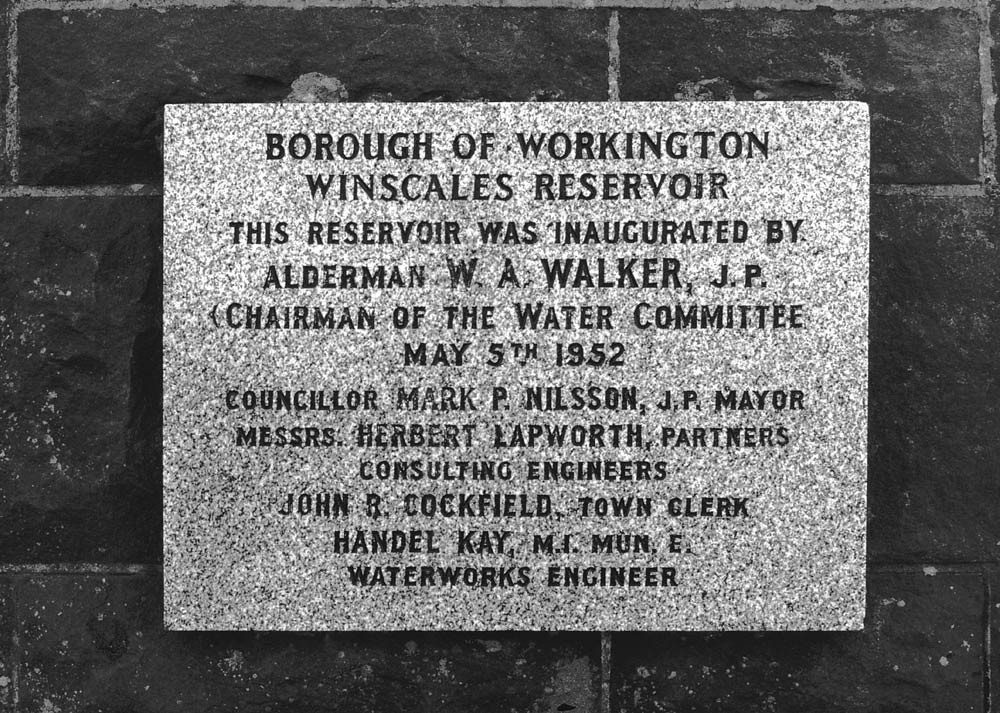 BOROUGH OF WORKINGTON
WINSCALES RESERVOIR
THIS RESERVOIR WAS INAUGURATED BY
ALDERMAN W. A. WALKER, J.P.
(CHAIRMAN OF THE WATER COMMITTEE
MAY 5TH 1952
COUNCILLOR MARK P. NILSSON, J.P. MAYOR
MESSRS. HERBERT LAPWORTH, PARTNERS
CONSULTING ENGINEERS
JOHN R. COCKFIELD, TOWN CLERK
HANDEL KAY, M.I. MUN. E.
WATERWORKS ENGINEER